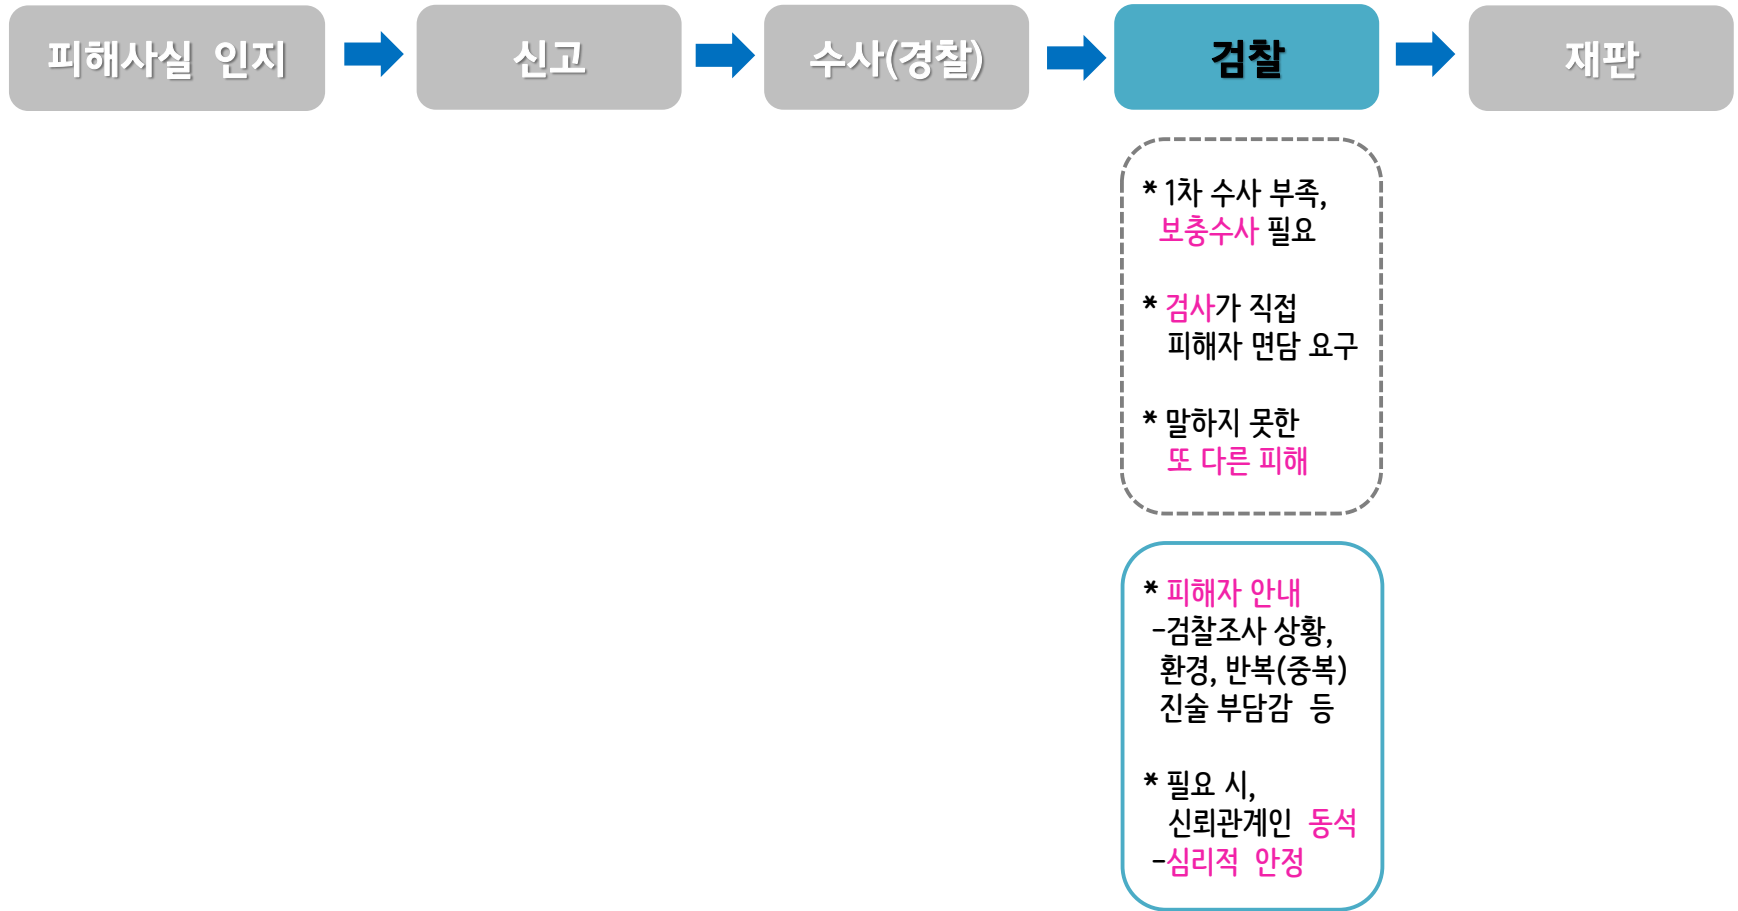 피해사실 인지
신고
수사(경찰)
검찰
재판
* 1차 수사 부족,
보충수사 필요
* 검사가 직접
피해자 면담 요구
* 말하지 못한
또 다른 피해
* 피해자 안내
-검찰조사 상황,
환경, 반복(중복)
진술 부담감 등
* 필요 시,
신뢰관계인 동석
-심리적 안정